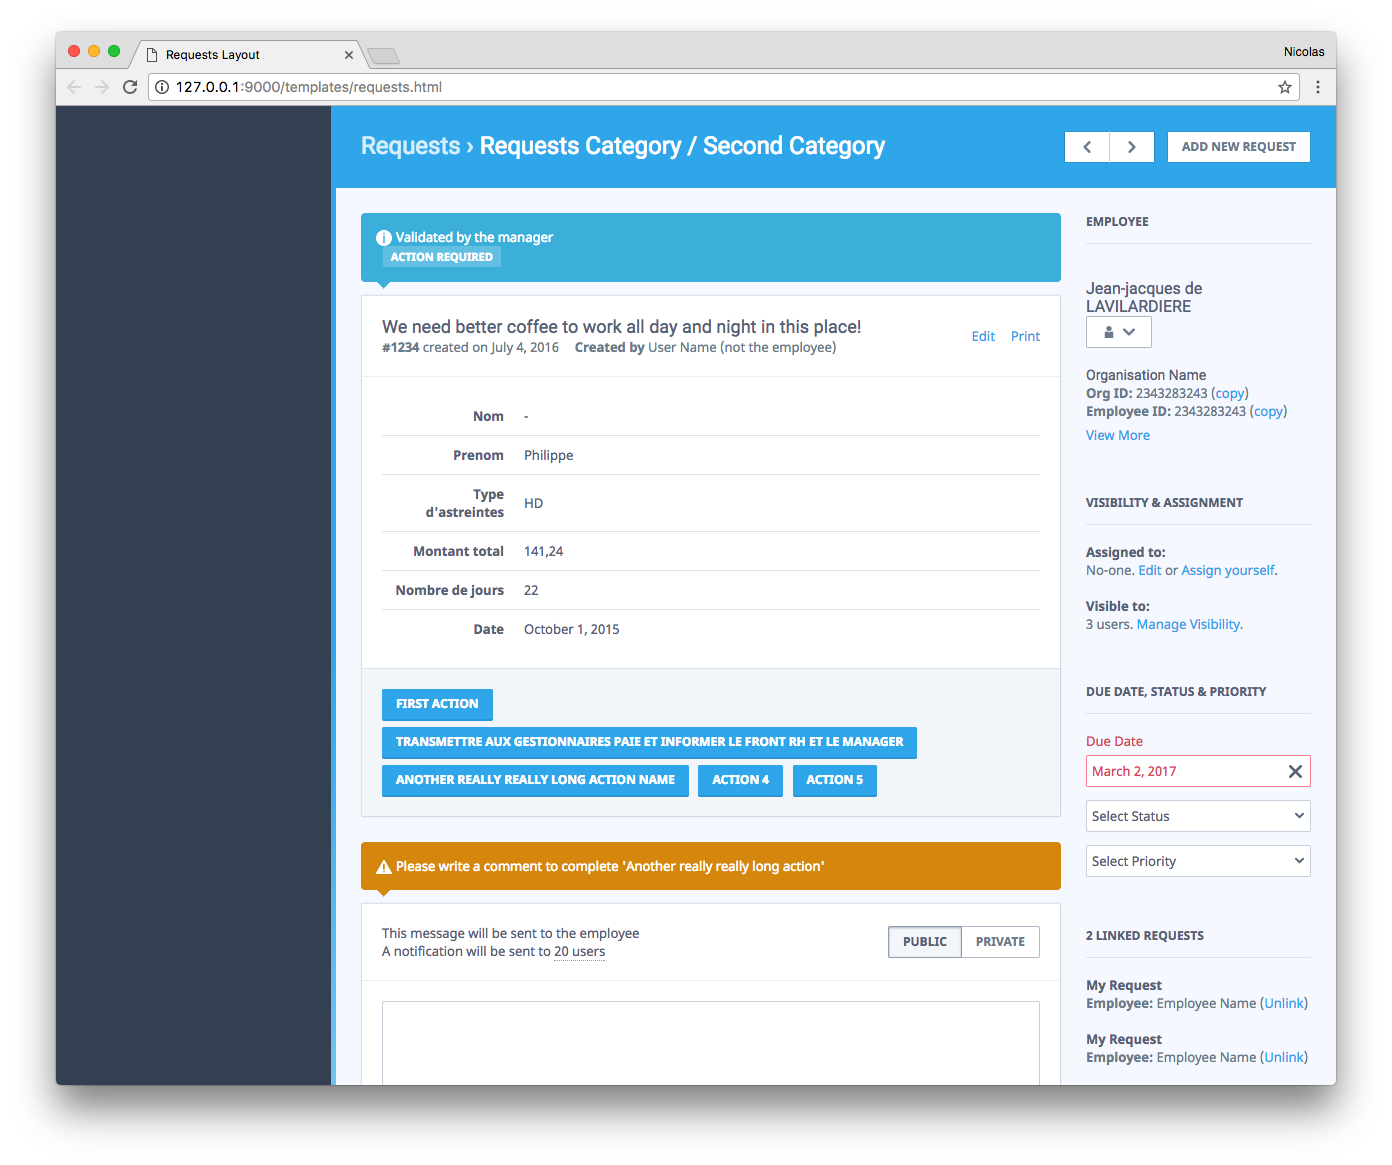 Requests Layout
Nicolas
127.0.0.1:9000/templates/requests.html
Requests › Requests Category / Second Category
ADD NEW REQUEST
Validated by the manager
ACTION REQUIRED
We need better coffee to work all day and night in this place!
#1234 created on July 4, 2016 Created by User Name (not the employee)
Edit Print
Nom -
Prenom Philippe
Type
d'astreintes
HD
Montant total 141,24
Nombre de jours 22
Date October 1, 2015
FIRST ACTION
TRANSMETTRE AUX GESTIONNAIRES PAIE ET INFORMER LE FRONT RH ET LE MANAGER
ANOTHER REALLY REALLY LONG ACTION NAME ACTION 4 ACTION 5
Please write a comment to complete 'Another really really long action'
This message will be sent to the employee
A notification will be sent to 20 users
PUBLIC PRIVATE
EMPLOYEE
Jean-jacques de
LAVILARDIERE
Organisation Name
Org ID: 2343283243 (copy)
Employee ID: 2343283243 (copy)
View More
VISIBILITY & ASSIGNMENT
Assigned to:
No-one. Edit or Assign yourself.
Visible to:
3 users. Manage Visibility.
DUE DATE, STATUS & PRIORITY
Due Date
March 2, 2017
Select Status
Select Priority
2 LINKED REQUESTS
My Request
Employee: Employee Name (Unlink)
My Request
Employee: Employee Name (Unlink)